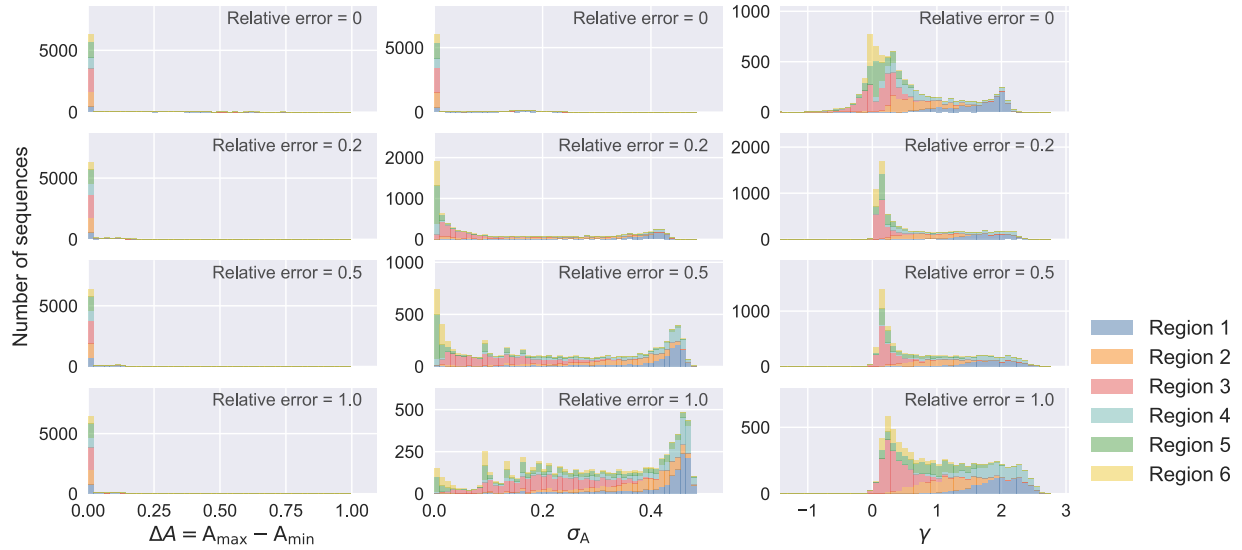 Relative error = 0
Relative error = 0
Relative error = 0
5000
0
5000
0
1000
500
0
Relative error = 0.2
Relative error = 0.2
Relative error = 0.2
5000
0
2000
1000
0
2000
1000
0
Number of sequences
Relative error = 0.5
Relative error = 0.5
Relative error = 0.5
5000
0
1000
500
0
1000
0
Relative error = 1.0
Relative error = 1.0
Relative error = 1.0
5000
0
500
250
0
500
0
0.00 0.25 0.50 0.75 1.00
0.0 0.2 0.4
−1 0 1 2 3
ΔA = Amax − Amin
σA
γ
Region 1
Region 2
Region 3
Region 4
Region 5
Region 6